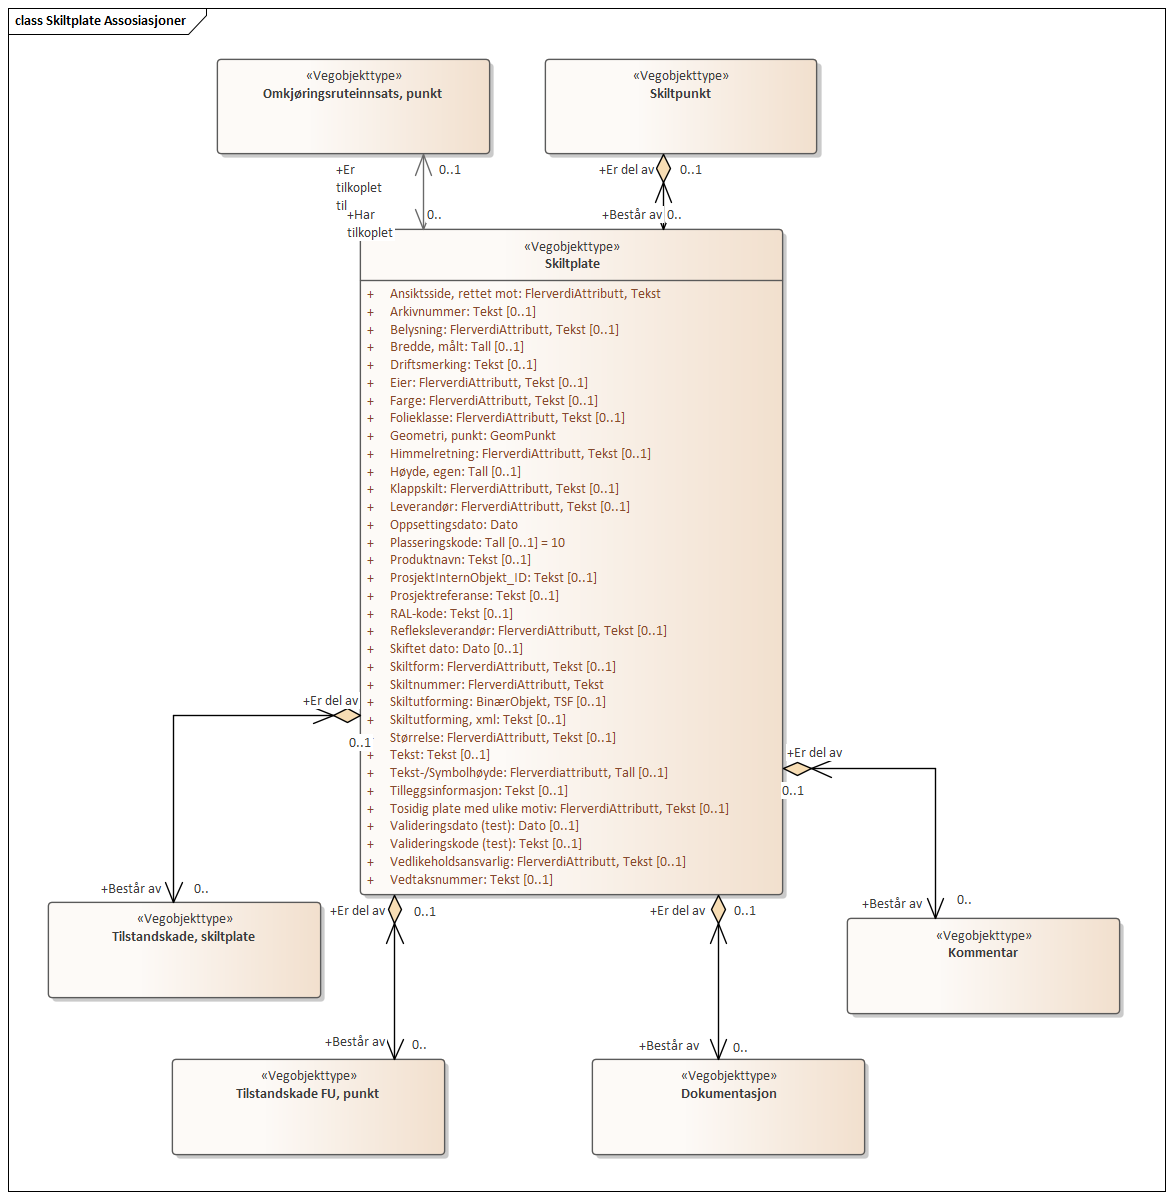 class Skiltplate Assosiasjoner
«Vegobjekttype»
Omkjøringsruteinnsats, punkt
«Vegobjekttype»
Skiltpunkt
+Er
tilkoplet
til
0..1
+Har
tilkoplet
0..
+Er del av
0..1
+Består av
0..
«Vegobjekttype»
Skiltplate
+ Ansiktsside, rettet mot: FlerverdiAttributt, Tekst
+ Arkivnummer: Tekst [0..1]
+ Belysning: FlerverdiAttributt, Tekst [0..1]
+ Bredde, målt: Tall [0..1]
+ Driftsmerking: Tekst [0..1]
+ Eier: FlerverdiAttributt, Tekst [0..1]
+ Farge: FlerverdiAttributt, Tekst [0..1]
+ Folieklasse: FlerverdiAttributt, Tekst [0..1]
+ Geometri, punkt: GeomPunkt
+ Himmelretning: FlerverdiAttributt, Tekst [0..1]
+ Høyde, egen: Tall [0..1]
+ Klappskilt: FlerverdiAttributt, Tekst [0..1]
+ Leverandør: FlerverdiAttributt, Tekst [0..1]
+ Oppsettingsdato: Dato
+ Plasseringskode: Tall [0..1] = 10
+ Produktnavn: Tekst [0..1]
+ ProsjektInternObjekt_ID: Tekst [0..1]
+ Prosjektreferanse: Tekst [0..1]
+ RAL-kode: Tekst [0..1]
+ Refleksleverandør: FlerverdiAttributt, Tekst [0..1]
+ Skiftet dato: Dato [0..1]
+ Skiltform: FlerverdiAttributt, Tekst [0..1]
+ Skiltnummer: FlerverdiAttributt, Tekst
+ Skiltutforming: BinærObjekt, TSF [0..1]
+ Skiltutforming, xml: Tekst [0..1]
Størrelse: FlerverdiAttributt, Tekst [0..1]
+ Tekst: Tekst [0..1]
+ Tekst-/Symbolhøyde: Flerverdiattributt, Tall [0..1]
+ Tilleggsinformasjon: Tekst [0..1]
+ Tosidig plate med ulike motiv: FlerverdiAttributt, Tekst [0..1]
+ Valideringsdato (test): Dato [0..1]
+ Valideringskode (test): Tekst [0..1]
+ Vedlikeholdsansvarlig: FlerverdiAttributt, Tekst [0..1]
+ Vedtaksnummer: Tekst [0..1]
+Er del av
0..1
+Består av
0..
«Vegobjekttype»
Tilstandskade, skiltplate
+Er del av
0..1
+Består av
0..
«Vegobjekttype»
Kommentar
+Er del av
0..1
+Består av
0..
«Vegobjekttype»
Tilstandskade FU, punkt
+Er del av
0..1
+Består av
0..
«Vegobjekttype»
Dokumentasjon